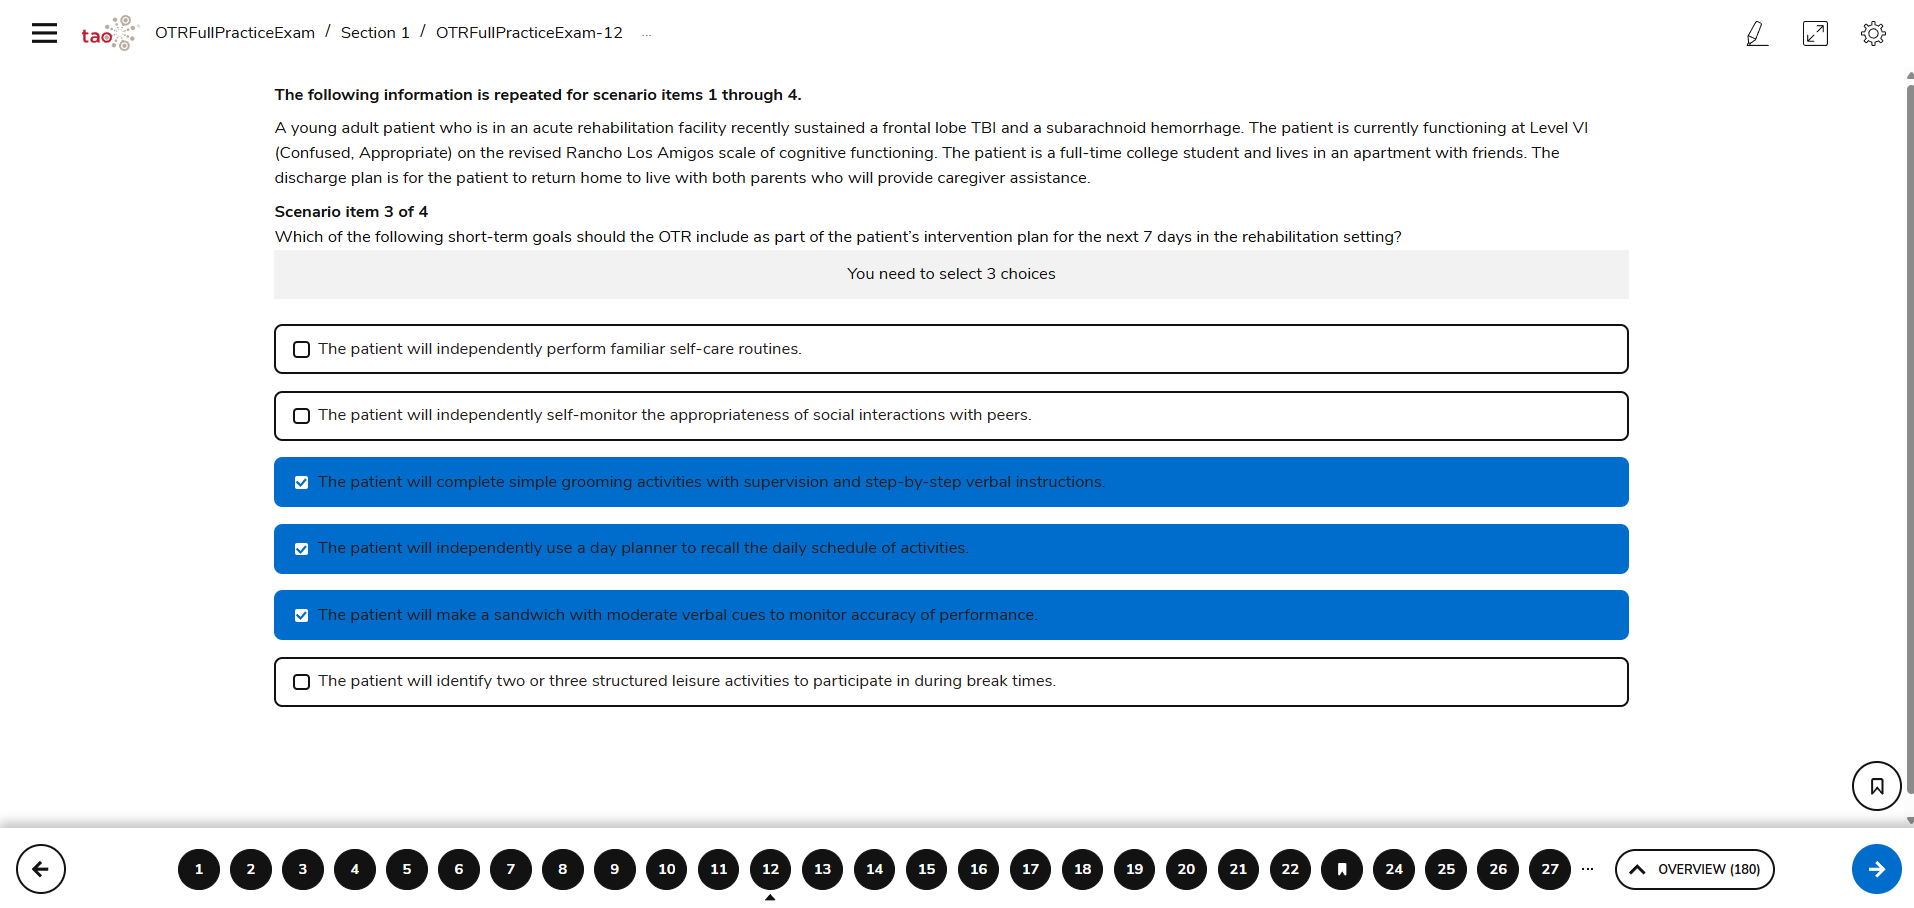 tao
OTRFullPracticeExam / Section 1 / OTRFullPracticeExam-12 ...
The following information is repeated for scenario items 1 through 4.
A young adult patient who is in an acute rehabilitation facility recently sustained a frontal lobe TBI and a subarachnoid hemorrhage. The patient is currently functioning at Level VI
(Confused, Appropriate) on the revised Rancho Los Amigos scale of cognitive functioning. The patient is a full-time college student and lives in an apartment with friends. The
discharge plan is for the patient to return home to live with both parents who will provide caregiver assistance.
Scenario item 3 of 4
Which of the following short-term goals should the OTR include as part of the patient’s intervention plan for the next 7 days in the rehabilitation setting?
You need to select 3 choices
The patient will independently perform familiar self-care routines.
The patient will independently self-monitor the appropriateness of social interactions with peers.
The patient will complete simple grooming activities with supervision and step-by-step verbal instructions.
The patient will independently use a day planner to recall the daily schedule of activities.
The patient will make a sandwich with moderate verbal cues to monitor accuracy of performance.
The patient will identify two or three structured leisure activities to participate in during break times.
1 2 3 4 5 6 7 8 9 10 11 12 13 14 15 16 17 18 19 20 21 22 24 25 26 27 ... OVERVIEW (180)